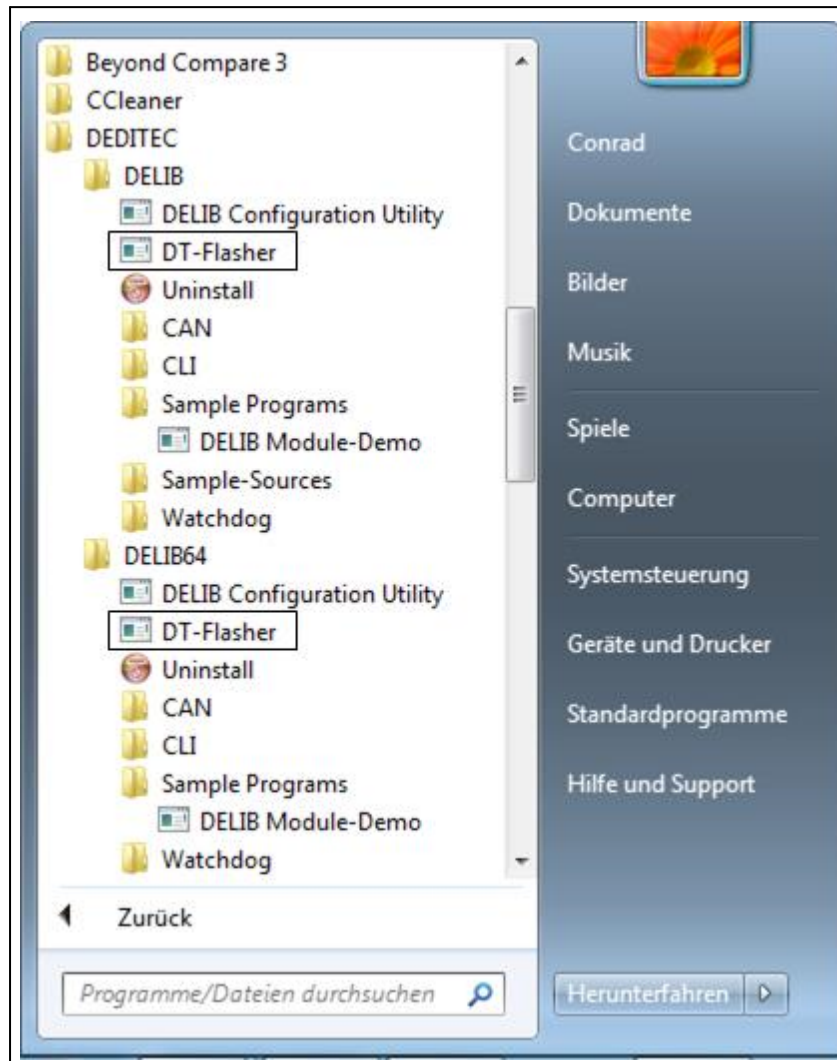 Beyond Compare 3
CCleaner
DEDITEC
DELIB
DELIB Configuration Utility
DT-Flasher
Uninstall
CAN
CLI
Sample Programs
DELIB Module-Demo
Sample-Sources
Watchdog
DELIB64
DELIB Configuration Utility
DT-Flasher
Uninstall
CAN
CLI
Sample Programs
DELIB Module-Demo
Watchdog
Zurück
Programme/Dateien durchsuchen
Conrad
Dokumente
Bilder
Musik
Spiele
Computer
Systemsteuerung
Geräte und Drucker
Standardprogramme
Hilfe und Support
Herunterfahren